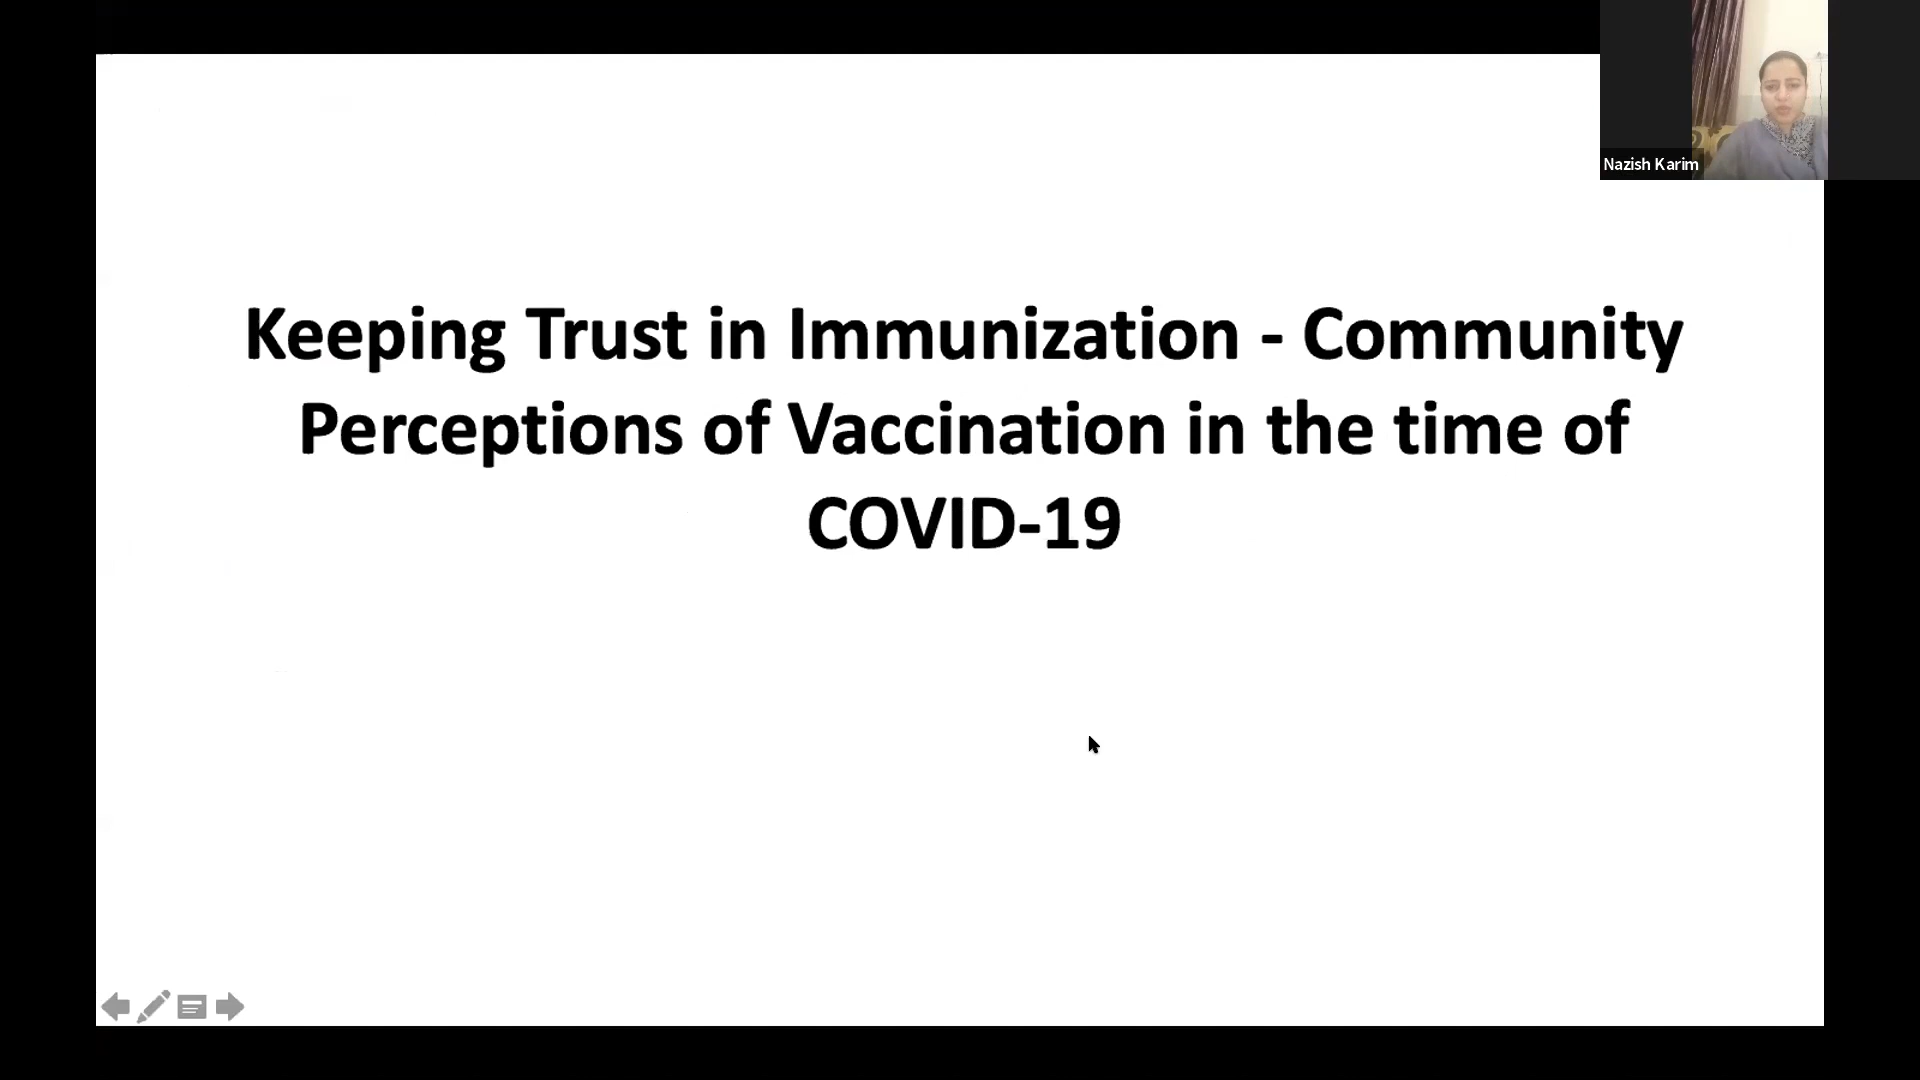 Nazish Karim
Keeping Trust in Immunization - Community
Perceptions of Vaccination in the time of
COVID-19